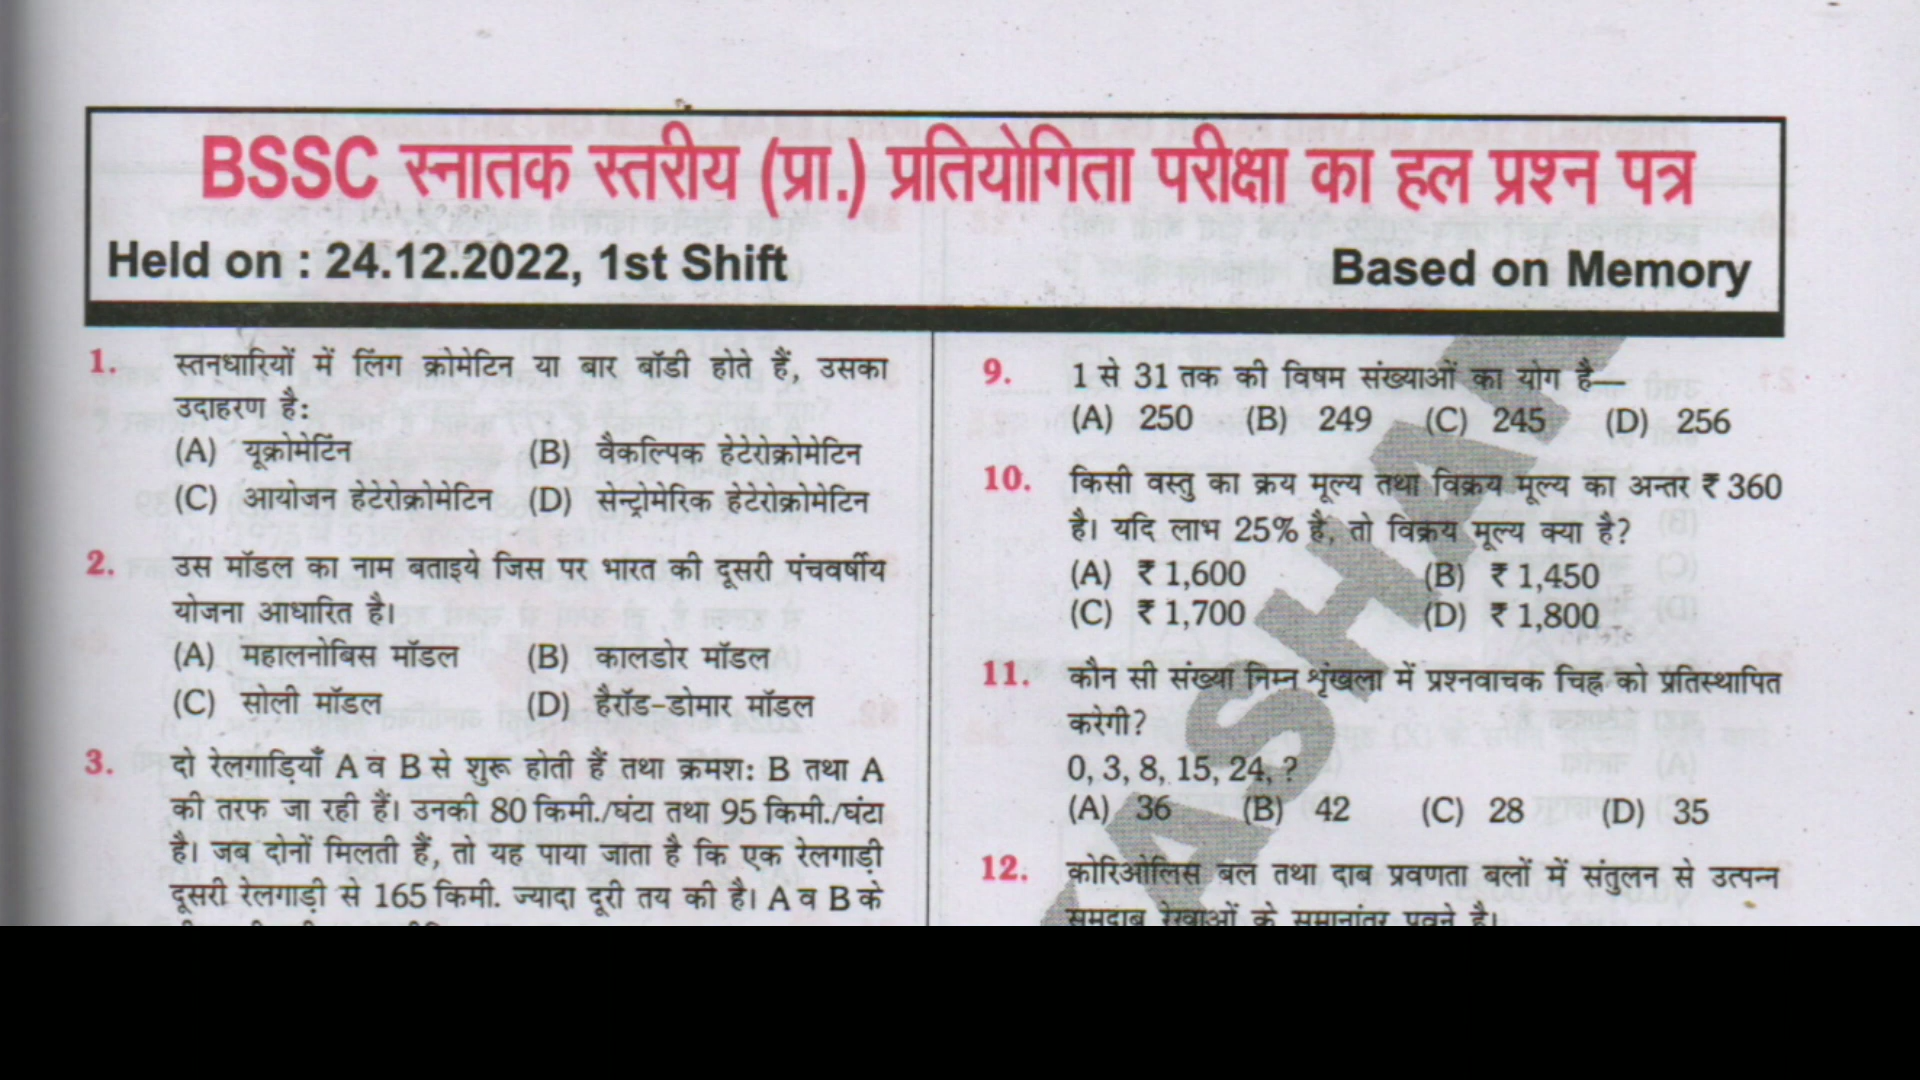 BSSC स्नातक स्तरीय (प्रा.) प्रतियोगिता परीक्षा का हल प्रश्न पत्र
Held on : 24.12.2022, 1st Shift
Based on Memory
1. स्तनधारियों में लिंग क्रोमेटिन या बार बॉडी होते हैं, उसका
उदाहरण है:
(A) यूक्रोमेटिंन (B) वैकल्पिक हेटेरोक्रोमेटिन
(C) आयोजन हेटेरोक्रोमेटिन (D) सेन्ट्रोमेरिक हेटेरोक्रोमेटिन
2. उस मॉडल का नाम बताइये जिस पर भारत की दूसरी पंचवर्षीय
योजना आधारित है।
(A) महालनोबिस मॉडल (B) कालडोर मॉडल
(C) सोली मॉडल (D) हैरॉड-डोमार मॉडल
3. दो रेलगाड़ियाँ A व B से शुरू होती हैं तथा क्रमश: B तथा A
की तरफ जा रही हैं। उनकी 80 किमी./घंटा तथा 95 किमी./घंटा
है। जब दोनों मिलती हैं, तो यह पाया जाता है कि एक रेलगाड़ी
दूसरी रेलगाड़ी से 165 किमी. ज्यादा दूरी तय की है। A व B के
9. 1 से 31 तक की विषम संख्याओं का योग है—
(A) 250 (B) 249 (C) 245 (D) 256
10. किसी वस्तु का क्रय मूल्य तथा विक्रय मूल्य का अन्तर ₹ 360
है। यदि लाभ 25% है, तो विक्रय मूल्य क्या है?
(A) ₹ 1,600 (B) ₹ 1,450
(C) ₹ 1,700 (D) ₹ 1,800
11. कौन सी संख्या निम्न शृंखला में प्रश्नवाचक चिह्न को प्रतिस्थापित
करेगी?
0, 3, 8, 15, 24, ?
(A) 36 (B) 42 (C) 28 (D) 35
12. कोरिओलिस बल तथा दाब प्रवणता बलों में संतुलन से उत्पन्न
समदाब रेखाओं के समानांतर पवने है।